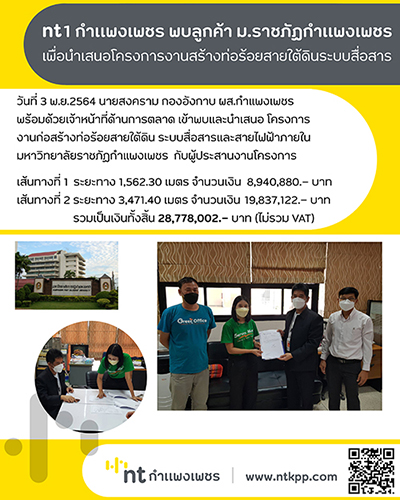 nt1 กำแพงเพชร พบลูกค้า ม.ราชภัฏกำแพงเพชร
เพื่อนำเสนอโครงการงานสร้างท่อร้อยสายใต้ดินระบบสื่อสาร
วันที่ 3 พ.ย.2564 นายสงคราม กองอังกาบ ผส.กำแพงเพชร
พร้อมด้วยเจ้าหน้าที่ด้านการตลาด เข้าพบและนำเสนอ โครงการ
งานก่อสร้างท่อร้อยสายใต้ดิน ระบบสื่อสารและสายไฟฟ้าภายใน
มหาวิทยาลัยราชภัฏกำแพงเพชร กับผู้ประสานงานโครงการ
เส้นทางที่ 1 ระยะทาง 1,562.30 เมตร จำนวนเงิน 8,940,880.– บาท
เส้นทางที่ 2 ระยะทาง 3,471.40 เมตร จำนวนเงิน 19,837,122.– บาท
รวมเป็นเงินทั้งสิ้น 28,778,002.– บาท (ไม่รวม VAT)
Green Office
nt กำแพงเพชร
www.ntkpp.com